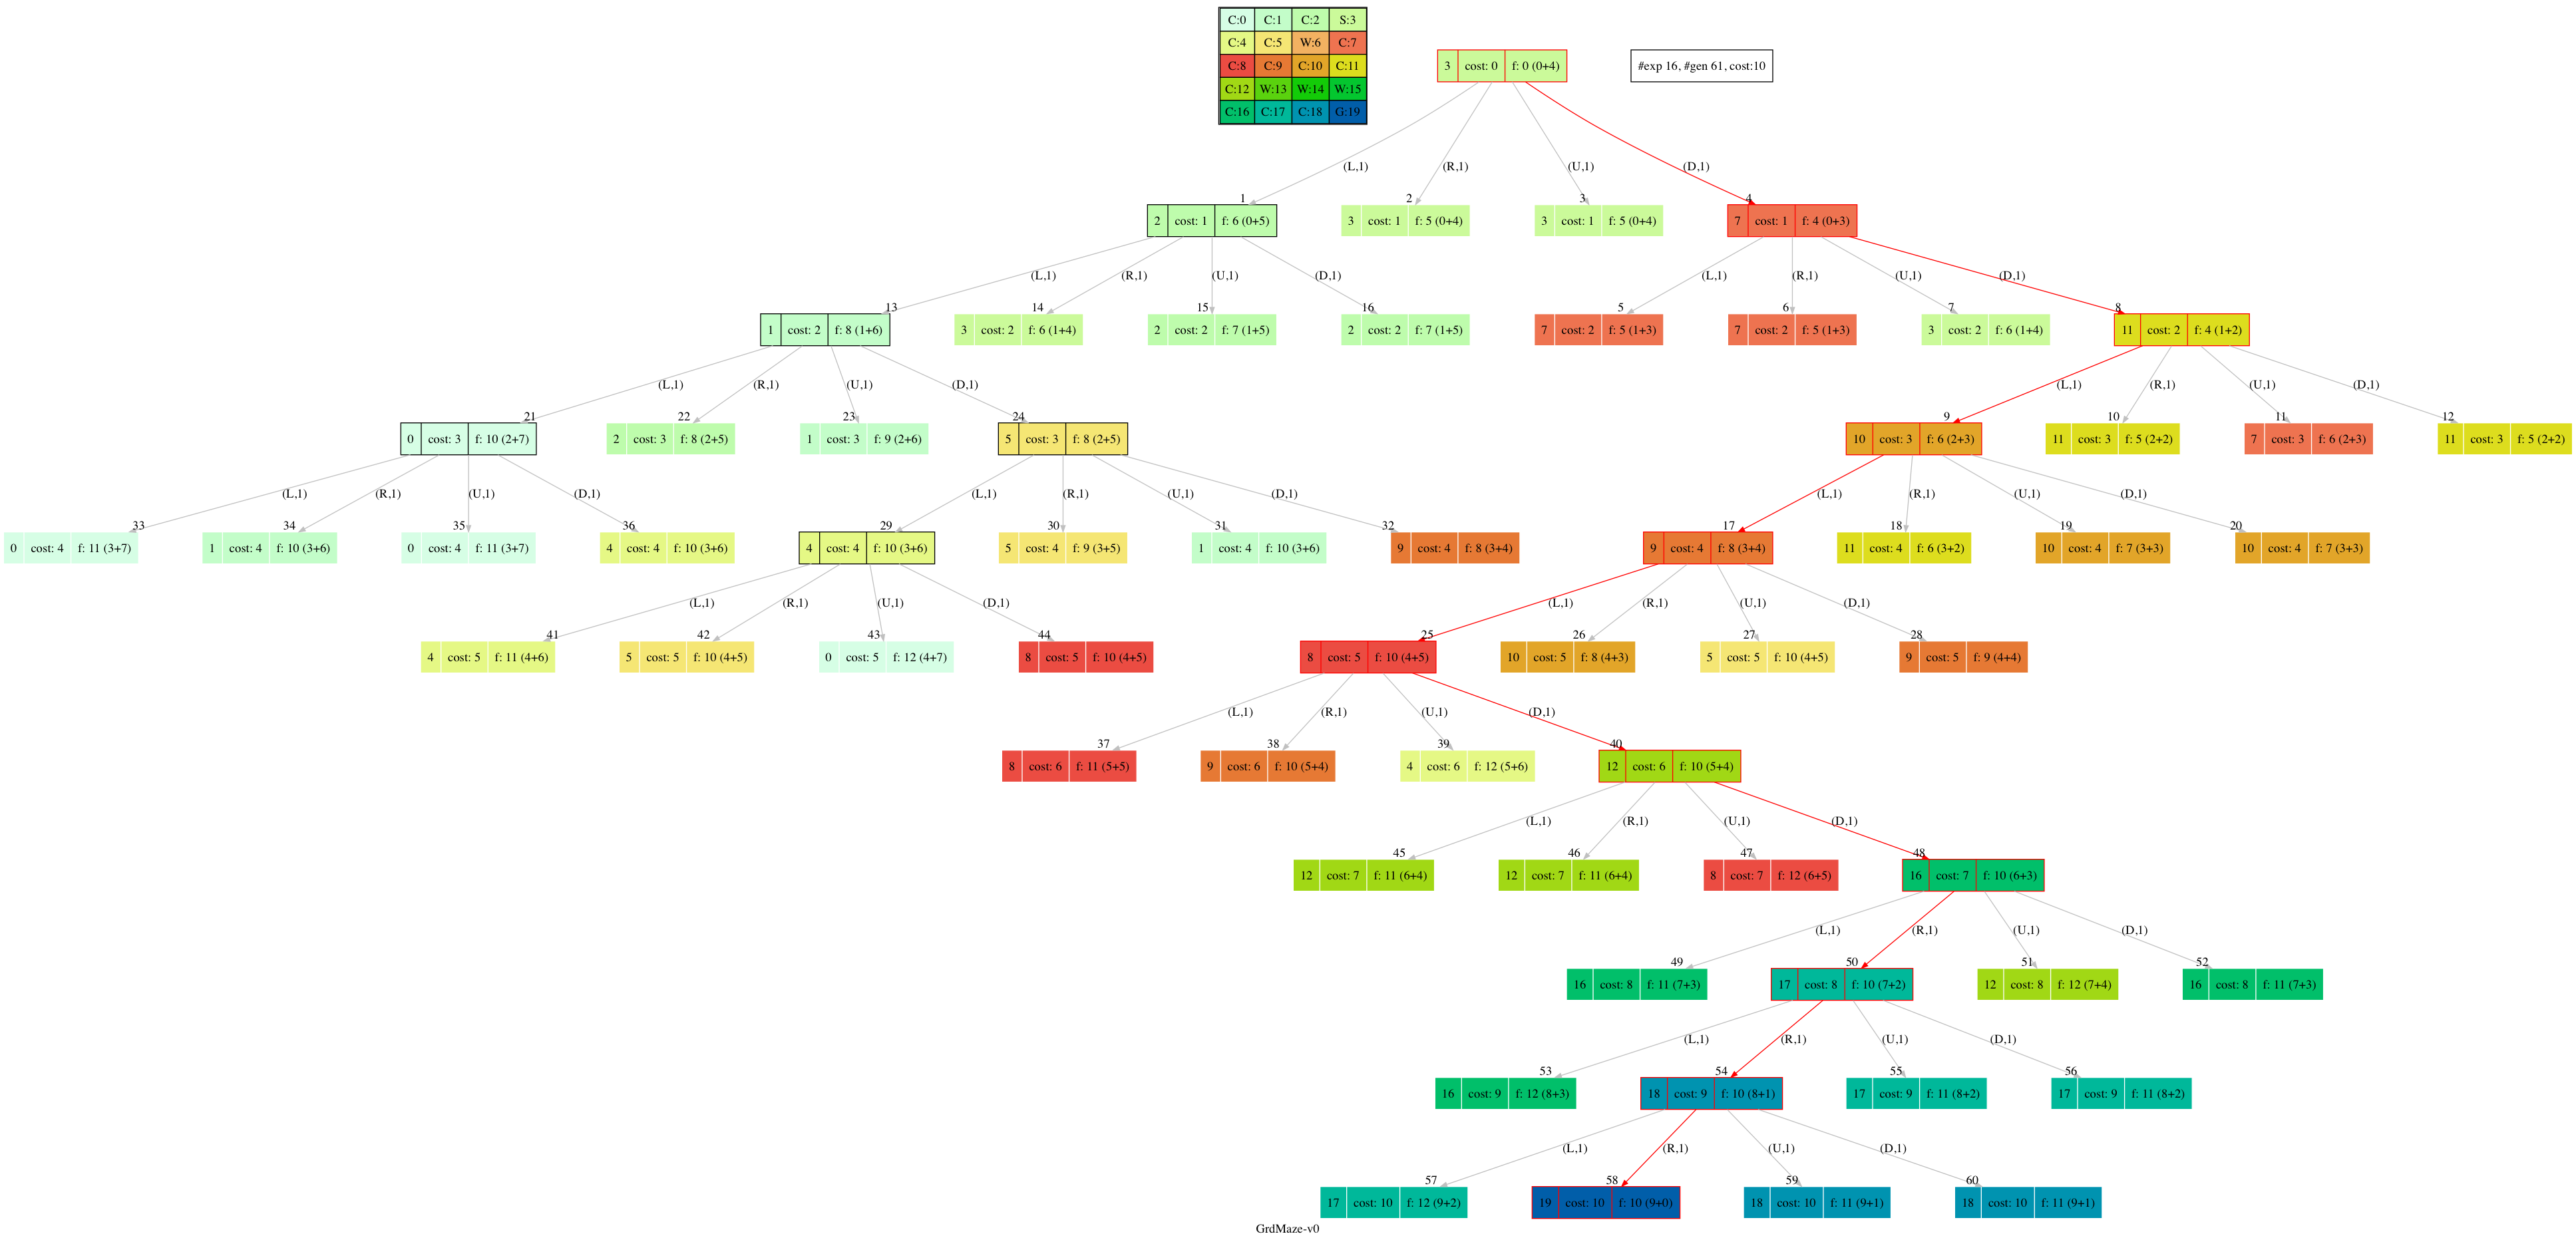 C:0 C:1 C:2 S:3
C:4 C:5 W:6 C:7
C:8 C:9 C:10 C:11
C:12 W:13 W:14 W:15
C:16 C:17 C:18 G:19
3 cost: 0 f: 0 (0+4)
#exp 16, #gen 61, cost:10
(L,1) (R,1) (U,1) (D,1)
1 2 3 4
2 cost: 1 f: 6 (0+5) 3 cost: 1 f: 5 (0+4) 3 cost: 1 f: 5 (0+4) 7 cost: 1 f: 4 (0+3)
(L,1) (R,1) (U,1) (D,1) (L,1) (R,1) (U,1) (D,1)
13 14 15 16 5 6 7 8
1 cost: 2 f: 8 (1+6) 3 cost: 2 f: 6 (1+4) 2 cost: 2 f: 7 (1+5) 2 cost: 2 f: 7 (1+5) 7 cost: 2 f: 5 (1+3) 7 cost: 2 f: 5 (1+3) 3 cost: 2 f: 6 (1+4) 11 cost: 2 f: 4 (1+2)
(L,1) (R,1) (U,1) (D,1) (L,1) (R,1) (U,1) (D,1)
21 22 23 24 9 10 11 12
0 cost: 3 f: 10 (2+7) 2 cost: 3 f: 8 (2+5) 1 cost: 3 f: 9 (2+6) 5 cost: 3 f: 8 (2+5) 10 cost: 3 f: 6 (2+3) 11 cost: 3 f: 5 (2+2) 7 cost: 3 f: 6 (2+3) 11 cost: 3 f: 5 (2+2)
(L,1) (R,1) (U,1) (D,1) (L,1) (R,1) (U,1) (D,1) (L,1) (R,1) (U,1) (D,1)
33 34 35 36 29 30 31 32 17 18 19 20
0 cost: 4 f: 11 (3+7) 1 cost: 4 f: 10 (3+6) 0 cost: 4 f: 11 (3+7) 4 cost: 4 f: 10 (3+6) 4 cost: 4 f: 10 (3+6) 5 cost: 4 f: 9 (3+5) 1 cost: 4 f: 10 (3+6) 9 cost: 4 f: 8 (3+4) 9 cost: 4 f: 8 (3+4) 11 cost: 4 f: 6 (3+2) 10 cost: 4 f: 7 (3+3) 10 cost: 4 f: 7 (3+3)
(L,1) (R,1) (U,1) (D,1) (L,1) (R,1) (U,1) (D,1)
41 42 43 44 25 26 27 28
4 cost: 5 f: 11 (4+6) 5 cost: 5 f: 10 (4+5) 0 cost: 5 f: 12 (4+7) 8 cost: 5 f: 10 (4+5) 8 cost: 5 f: 10 (4+5) 10 cost: 5 f: 8 (4+3) 5 cost: 5 f: 10 (4+5) 9 cost: 5 f: 9 (4+4)
(L,1) (R,1) (U,1) (D,1)
37 38 39 40
8 cost: 6 f: 11 (5+5) 9 cost: 6 f: 10 (5+4) 4 cost: 6 f: 12 (5+6) 12 cost: 6 f: 10 (5+4)
(L,1) (R,1) (U,1) (D,1)
45 46 47 48
12 cost: 7 f: 11 (6+4) 12 cost: 7 f: 11 (6+4) 8 cost: 7 f: 12 (6+5) 16 cost: 7 f: 10 (6+3)
(L,1) (R,1) (U,1) (D,1)
49 50 51 52
16 cost: 8 f: 11 (7+3) 17 cost: 8 f: 10 (7+2) 12 cost: 8 f: 12 (7+4) 16 cost: 8 f: 11 (7+3)
(L,1) (R,1) (U,1) (D,1)
53 54 55 56
16 cost: 9 f: 12 (8+3) 18 cost: 9 f: 10 (8+1) 17 cost: 9 f: 11 (8+2) 17 cost: 9 f: 11 (8+2)
(L,1) (R,1) (U,1) (D,1)
57 58 59 60
17 cost: 10 f: 12 (9+2) 19 cost: 10 f: 10 (9+0) 18 cost: 10 f: 11 (9+1) 18 cost: 10 f: 11 (9+1)
GrdMaze-v0